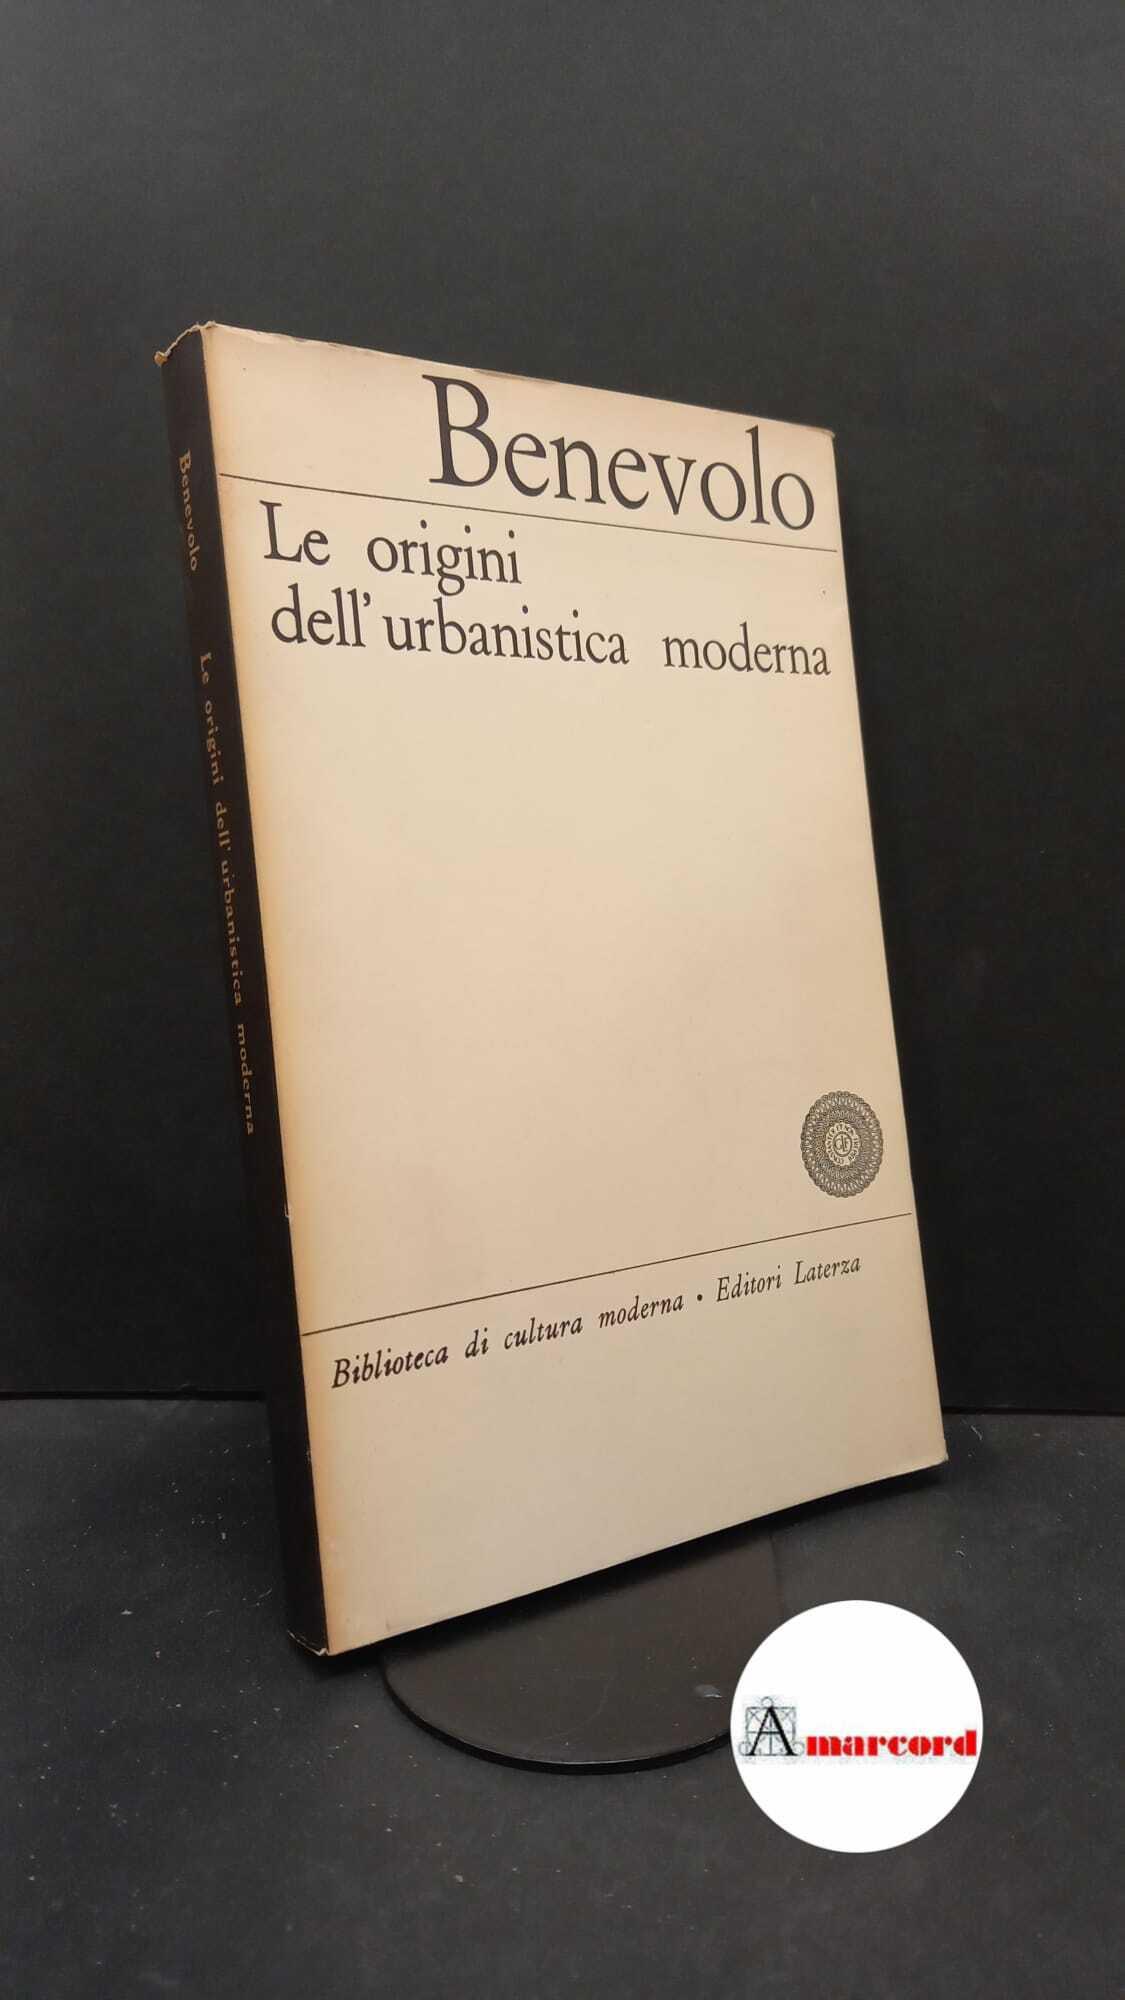 Benevolo
Le origini
dell'urbanistica moderna
Biblioteca di cultura moderna • Editori Laterza
Benevolo Le origini dell'urbanistica moderna
Amarcord